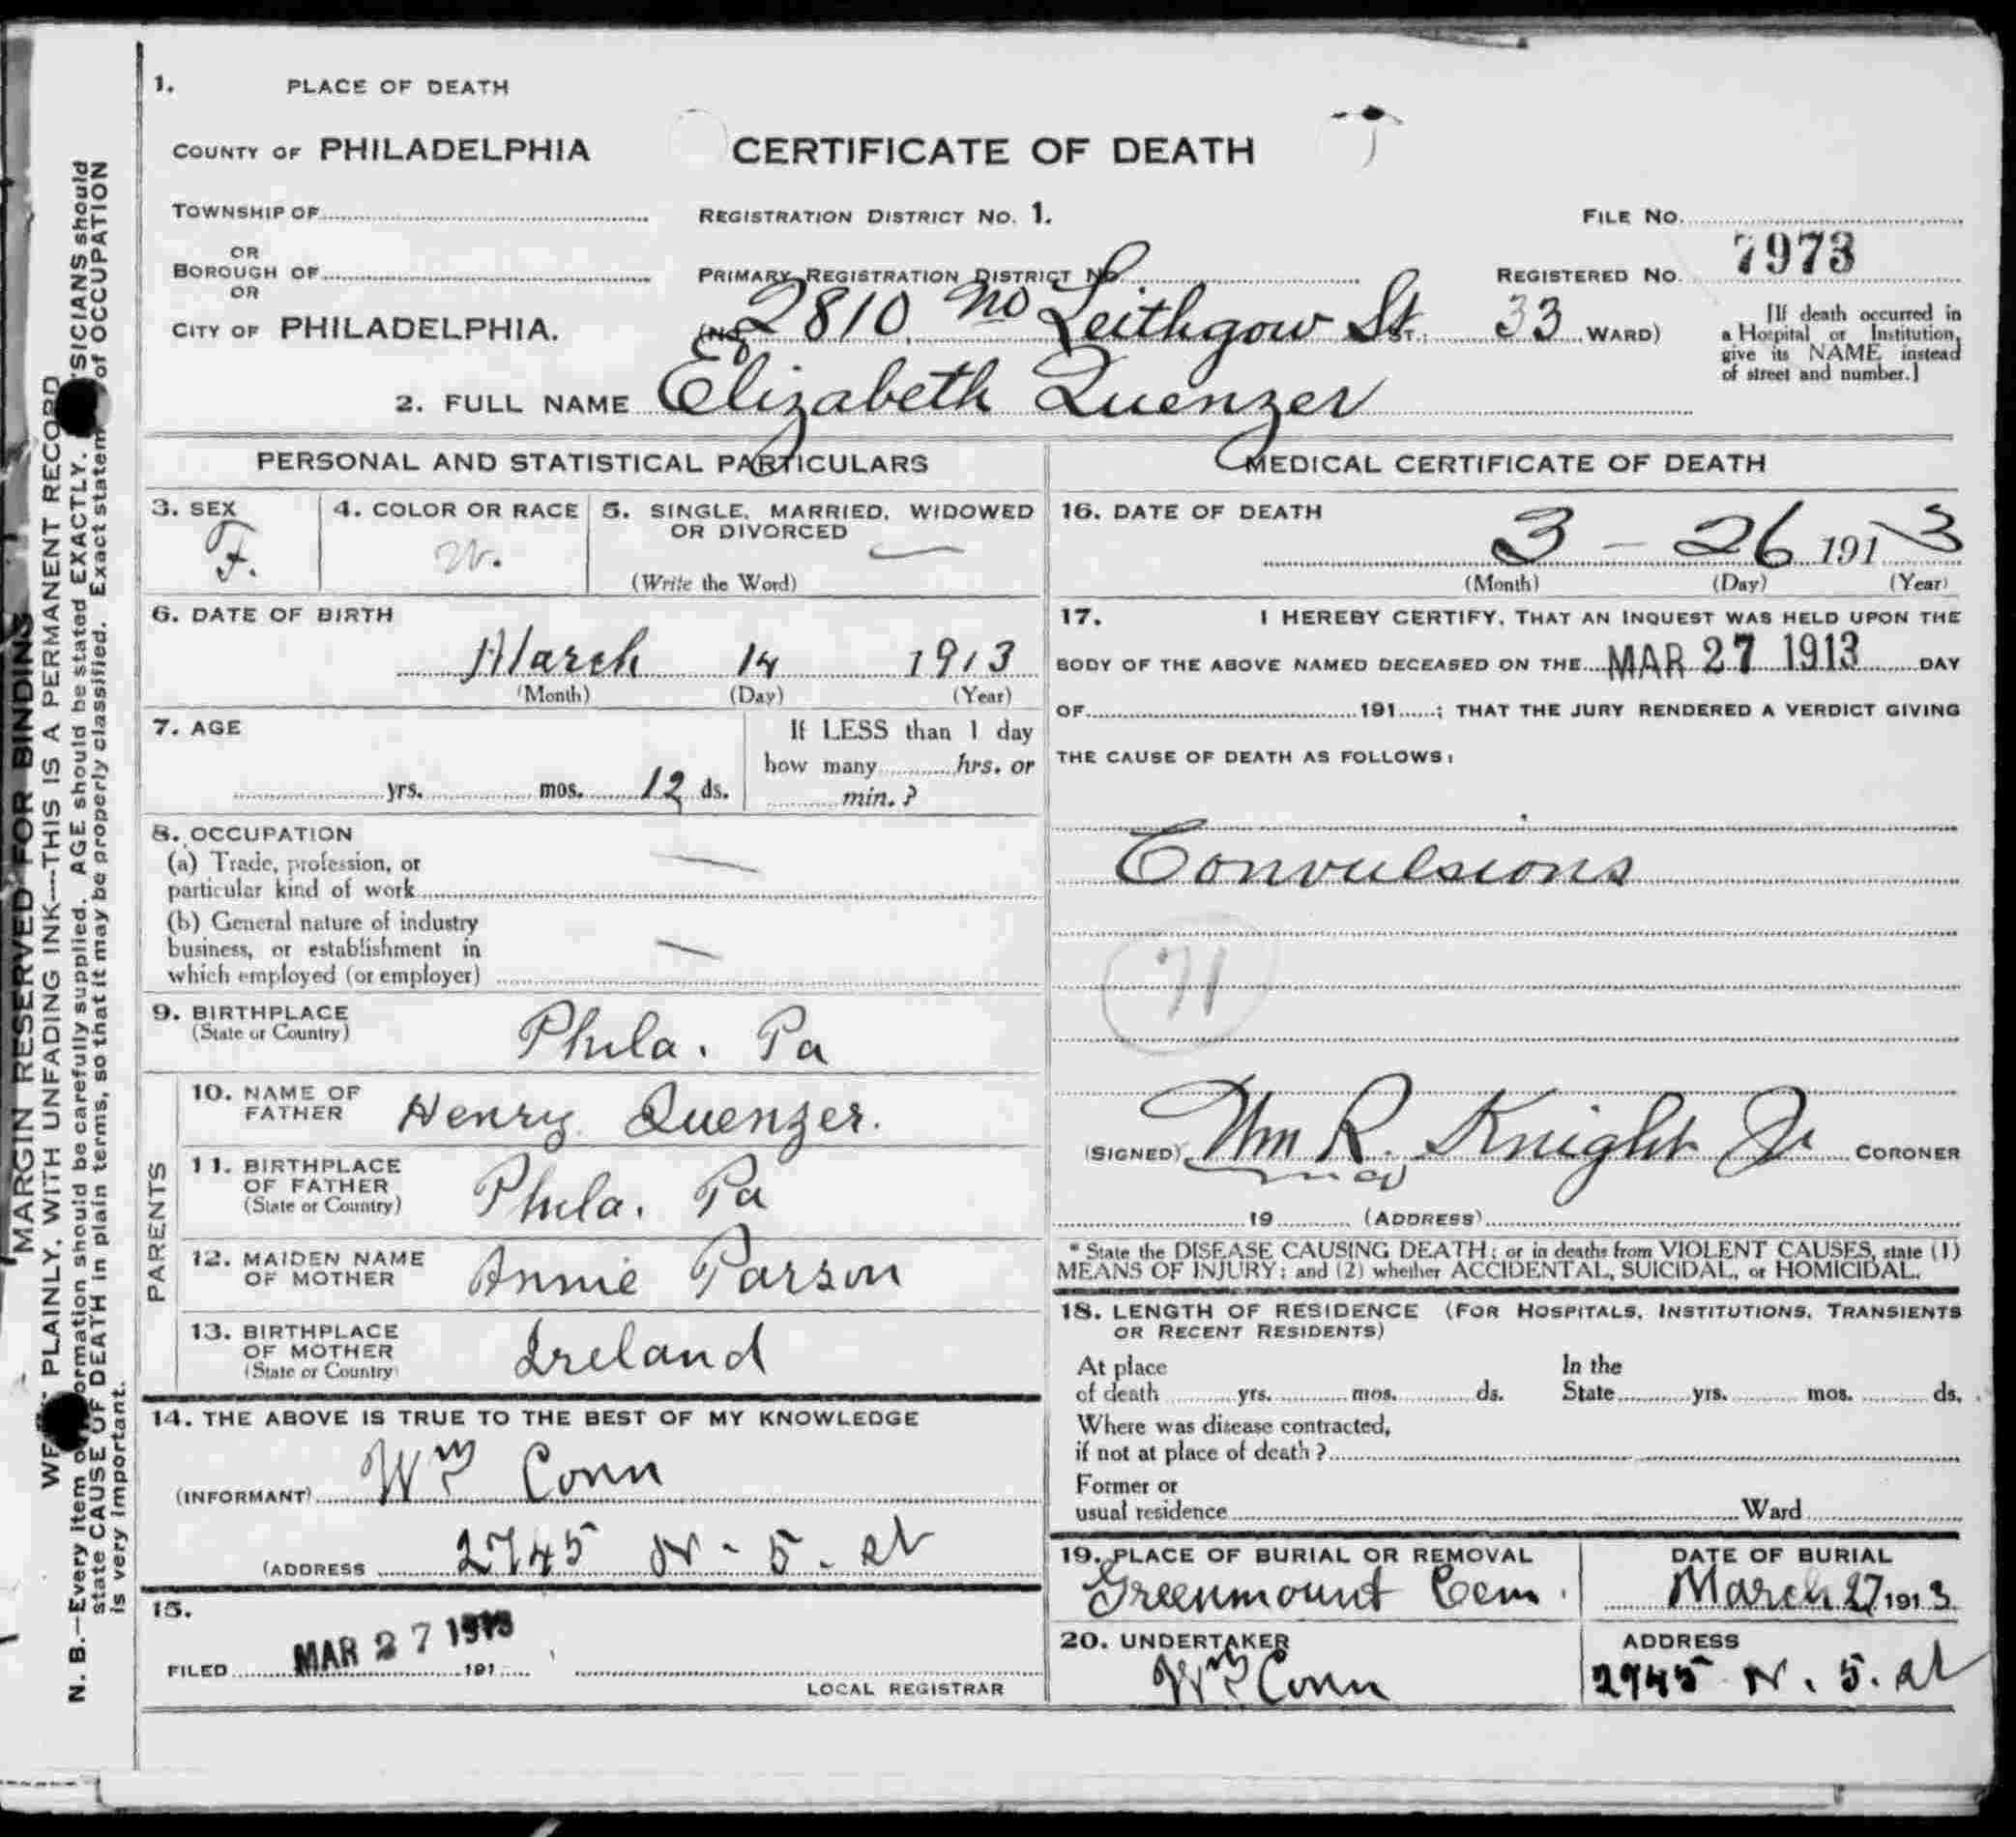 1. PLACE OF DEATH
COUNTY OF PHILADELPHIA
CERTIFICATE OF DEATH
TOWNSHIP OF
REGISTRATION DISTRICT NO. 1.
FILE NO.
OR
BOROUGH OF
PRIMARY REGISTRATION DISTRICT NO.
REGISTERED NO. 7973
OR
CITY OF PHILADELPHIA.
(NO. 2810 No Leithgow St ST.; 33 WARD)
[If death occurred in
a Hospital or Institution,
give its NAME instead
of street and number.]
2. FULL NAME Elizabeth Quenzer
PERSONAL AND STATISTICAL PARTICULARS
3. SEX
F.
4. COLOR OR RACE
W.
5. SINGLE, MARRIED, WIDOWED
OR DIVORCED
(Write the Word)
6. DATE OF BIRTH
March 14 1913
(Month) (Day) (Year)
7. AGE
yrs. mos. 12 ds.
If LESS than 1 day
how many hrs. or
min.?
8. OCCUPATION
(a) Trade, profession, or
particular kind of work
(b) General nature of industry
business, or establishment in
which employed (or employer)
9. BIRTHPLACE
(State or Country)
Phila. Pa
PARENTS
10. NAME OF
FATHER
Henry Quenzer.
11. BIRTHPLACE
OF FATHER
(State or Country)
Phila. Pa
12. MAIDEN NAME
OF MOTHER
Annie Parson
13. BIRTHPLACE
OF MOTHER
(State or Country)
Ireland
14. THE ABOVE IS TRUE TO THE BEST OF MY KNOWLEDGE
(INFORMANT) Wm Conn
(ADDRESS 2745 N - 5 - st
15.
FILED MAR 27 1913 191
LOCAL REGISTRAR
MEDICAL CERTIFICATE OF DEATH
16. DATE OF DEATH
3 - 26 1913
(Month) (Day) (Year)
17. I HEREBY CERTIFY, THAT AN INQUEST WAS HELD UPON THE
BODY OF THE ABOVE NAMED DECEASED ON THE MAR 27 1913 DAY
OF 191 ; THAT THE JURY RENDERED A VERDICT GIVING
THE CAUSE OF DEATH AS FOLLOWS:
Convulsions
71
(SIGNED) Wm R. Knight Jr CORONER
19 (ADDRESS)
* State the DISEASE CAUSING DEATH; or in deaths from VIOLENT CAUSES, state (1)
MEANS OF INJURY; and (2) whether ACCIDENTAL, SUICIDAL, or HOMICIDAL.
18. LENGTH OF RESIDENCE (FOR HOSPITALS, INSTITUTIONS, TRANSIENTS
OR RECENT RESIDENTS)
At place
of death yrs. mos. ds.
In the
State yrs. mos. ds.
Where was disease contracted,
if not at place of death?
Former or
usual residence Ward
19. PLACE OF BURIAL OR REMOVAL
Greenmount Cem.
DATE OF BURIAL
March 27 1913
20. UNDERTAKER
Wm Conn
ADDRESS
2745 N. 5. st
MARGIN RESERVED FOR BINDING
PLAINLY, WITH UNFADING INK---THIS IS A PERMANENT RECORD
N. B.—Every item of information should be carefully supplied. AGE should be stated EXACTLY. PHYSICIANS should
state CAUSE OF DEATH in plain terms, so that it may be properly classified. Exact statem of OCCUPATION
is very important.